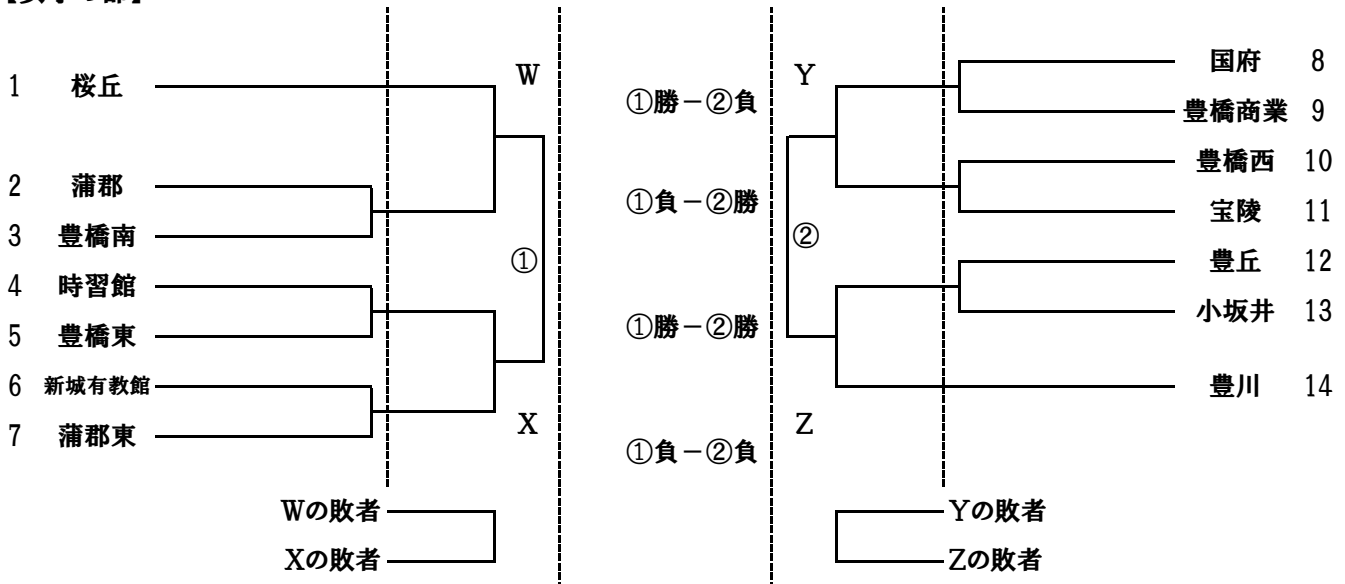 W
Y
国府 8
1 桜丘
①勝－②負
豊橋商業 9
豊橋西 10
2 蒲郡
①負－②勝
宝陵 11
3 豊橋南
②
①
豊丘 12
4 時習館
小坂井 13
①勝－②勝
5 豊橋東
6 新城有教館
豊川 14
X
Z
7 蒲郡東
①負－②負
Wの敗者
Yの敗者
Xの敗者
Zの敗者